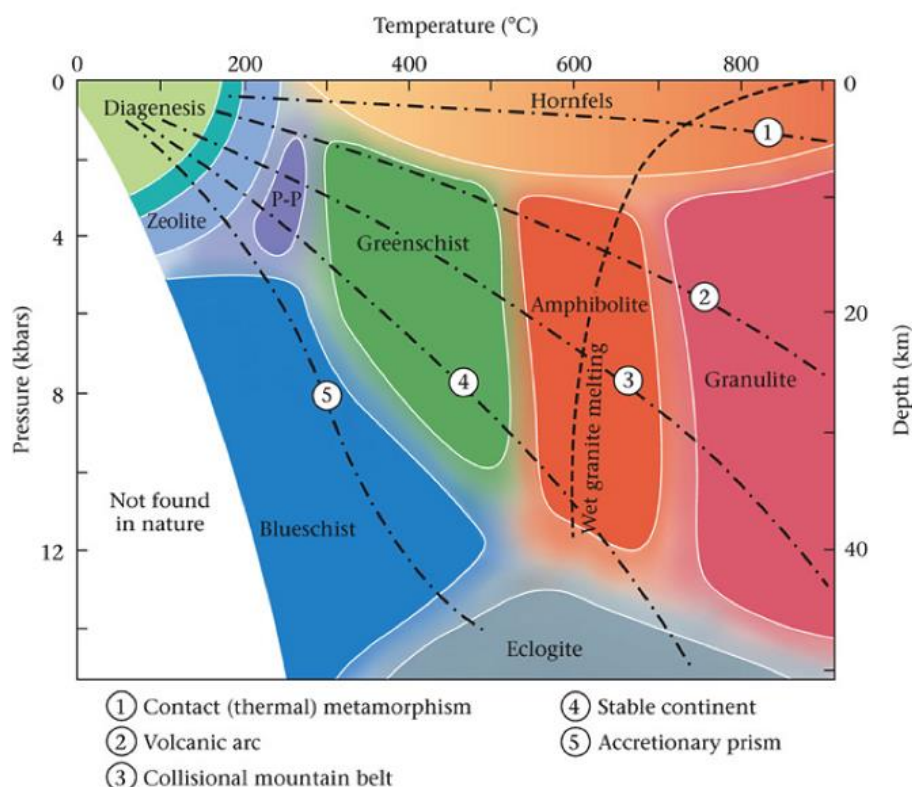 Temperature (°C)
0 200 400 600 800
0 0
Diagenesis
Hornfels
1
P-P
Zeolite
4
Greenschist
Amphibolite
2
20
Granulite
Pressure (kbars)
Depth (km)
8
5
4
3
Wet granite melting
Not found
in nature
Blueschist
12 40
Eclogite
1 Contact (thermal) metamorphism
2 Volcanic arc
3 Collisional mountain belt
4 Stable continent
5 Accretionary prism